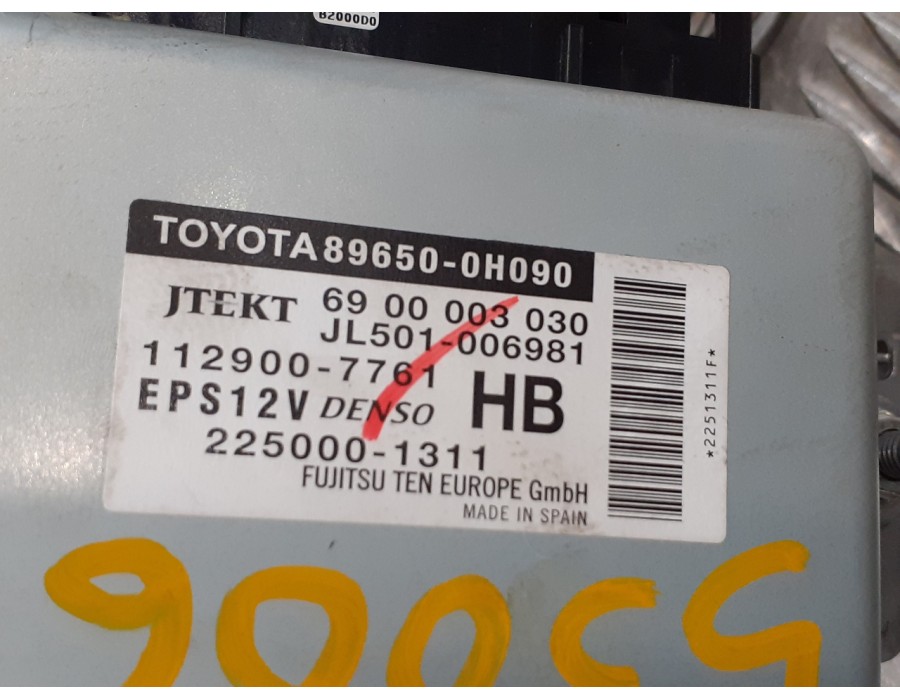 B2000D0
TOYOTA 89650-0H090
JTEKT 69 00 003 030
JL501-006981
112900-7761
EPS12V DENSO HB
225000-1311
FUJITSU TEN EUROPE GmbH
MADE IN SPAIN
*2251311F*